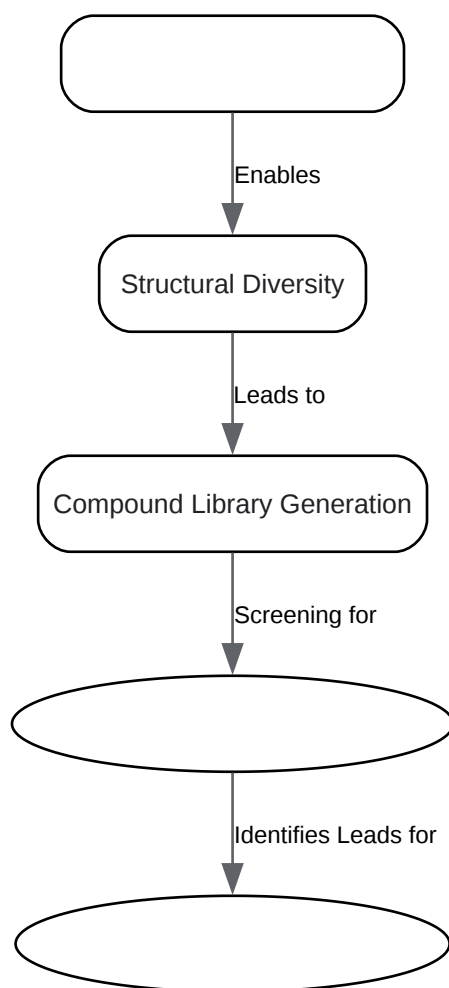 Enables
Structural Diversity
Leads to
Compound Library Generation
Screening for
Identifies Leads for